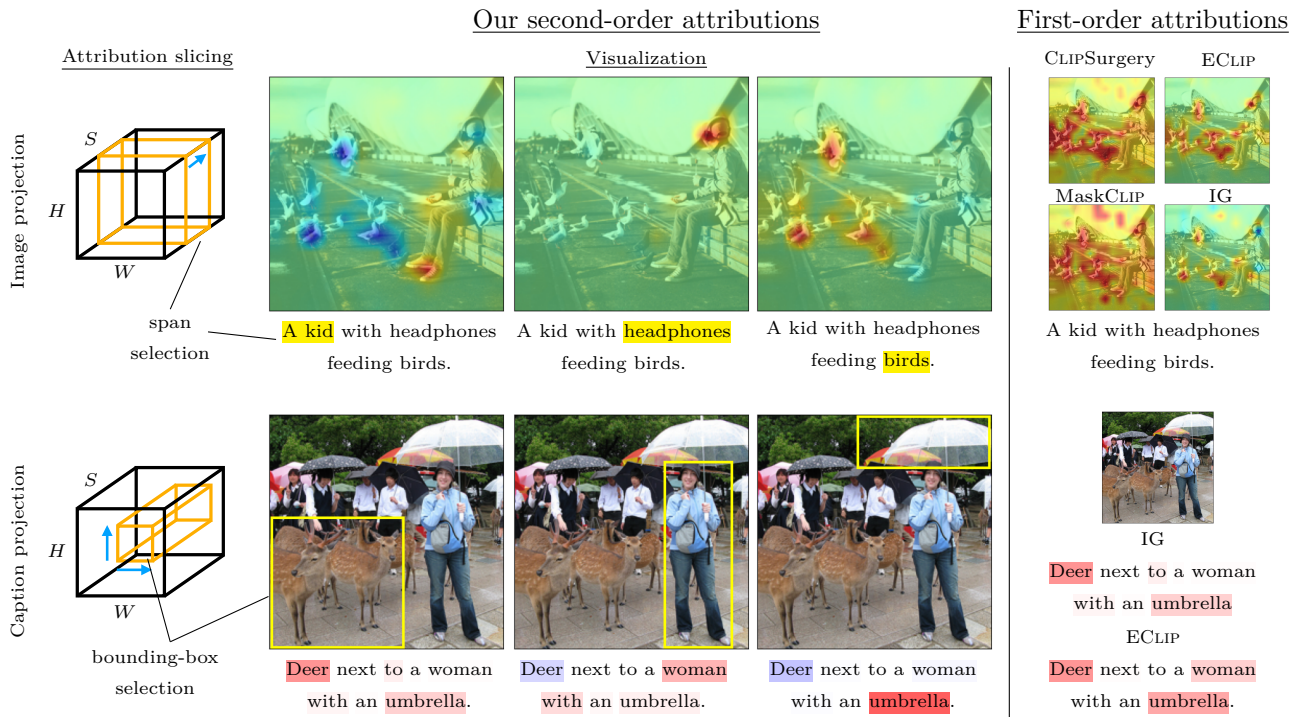 Our second-order attributions
First-order attributions
Attribution slicing
Visualization
CLIPSurgery
ECLIP
Image projection
S
H
W
MaskCLIP
IG
span
selection
A kid with headphones
feeding birds.
A kid with headphones
feeding birds.
A kid with headphones
feeding birds.
A kid with headphones
feeding birds.
Caption projection
S
H
W
bounding-box
selection
Deer next to a woman
with an umbrella.
Deer next to a woman
with an umbrella.
Deer next to a woman
with an umbrella.
IG
Deer next to a woman
with an umbrella
ECLIP
Deer next to a woman
with an umbrella.